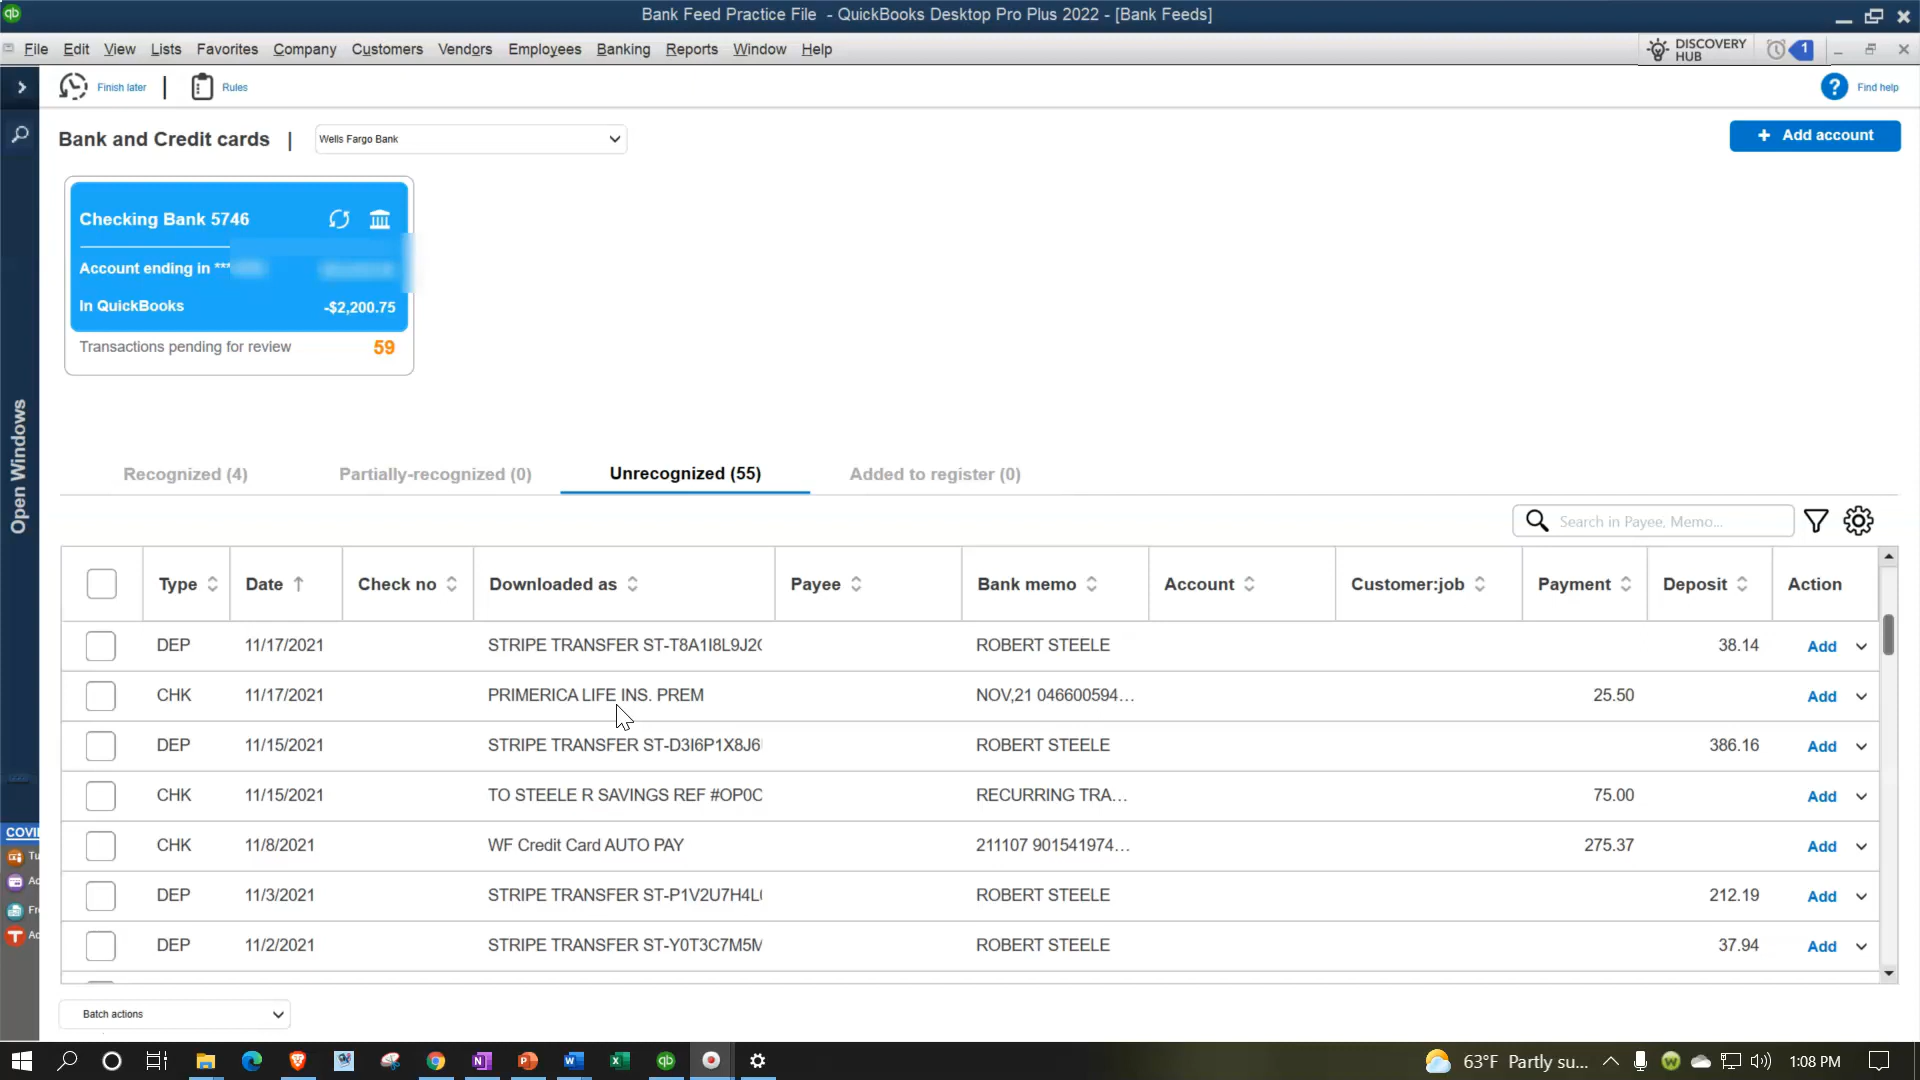 qb Bank Feed Practice File - QuickBooks Desktop Pro Plus 2022 - [Bank Feeds]
File Edit View Lists Favorites Company Customers Vendors Employees Banking Reports Window Help DISCOVERY HUB 1
Finish later | Rules ? Find help
Bank and Credit cards | Wells Fargo Bank + Add account
Checking Bank 5746
Account ending in ***
In QuickBooks -$2,200.75
Transactions pending for review 59
Open Windows
Recognized (4) Partially-recognized (0) Unrecognized (55) Added to register (0)
Search in Payee, Memo...
Type Date Check no Downloaded as Payee Bank memo Account Customer:job Payment Deposit Action
DEP 11/17/2021 STRIPE TRANSFER ROBERT STEELE 38.14 Add
CHK 11/17/2021 PRIMERICA LIFE INS. PREM NOV,21 046600594... 25.50 Add
DEP 11/15/2021 STRIPE TRANSFER ST-D3I6P1X8J6 ROBERT STEELE 386.16 Add
CHK 11/15/2021 TO STEELE R SAVINGS REF RECURRING TRA... 75.00 Add
CHK 11/8/2021 WF Credit Card AUTO PAY 211107 901541974... 275.37 Add
DEP 11/3/2021 STRIPE TRANSFER ROBERT STEELE 212.19 Add
DEP 11/2/2021 STRIPE TRANSFER ROBERT STEELE 37.94 Add
COVI
Tu
Ac
Fr
Ac
Batch actions
63°F Partly su... 1:08 PM